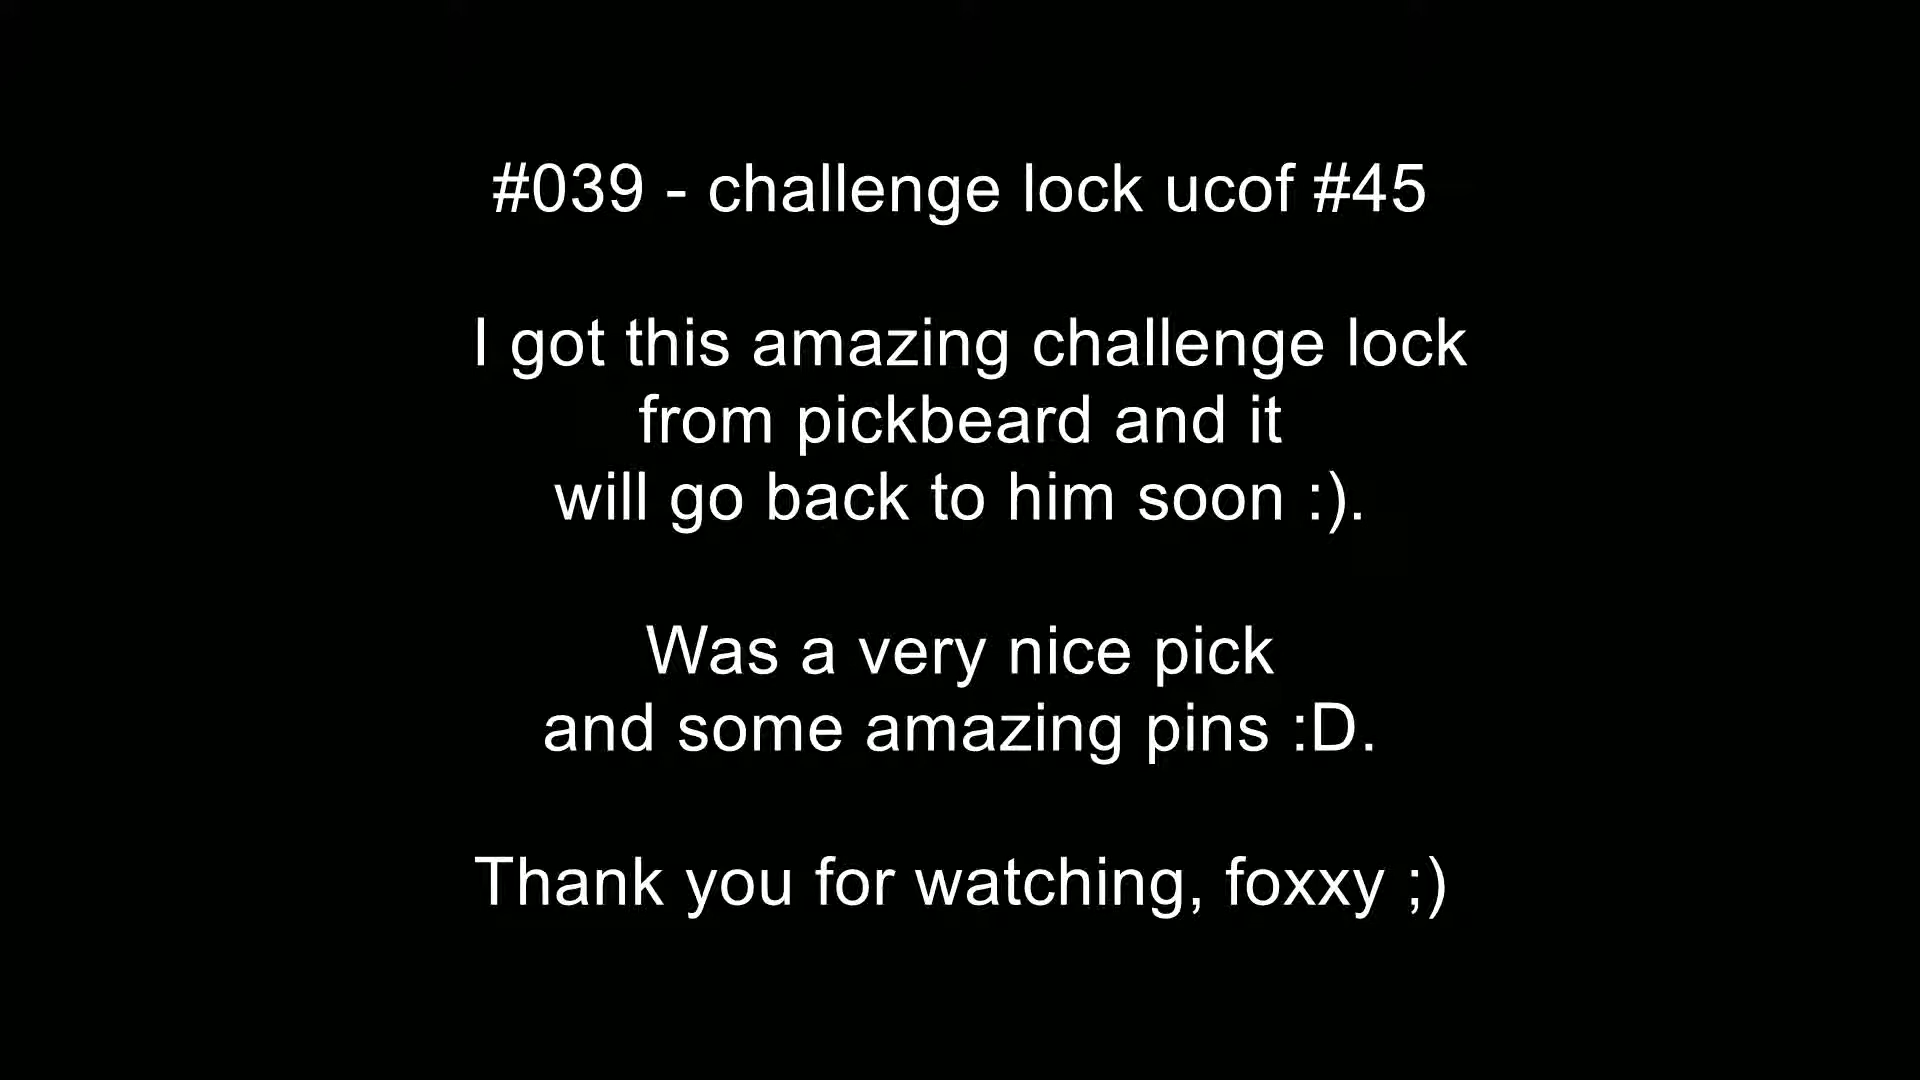 #039 - challenge lock ucof #45
I got this amazing challenge lock
from pickbeard and it
will go back to him soon :).
Was a very nice pick
and some amazing pins :D.
Thank you for watching, foxxy ;)